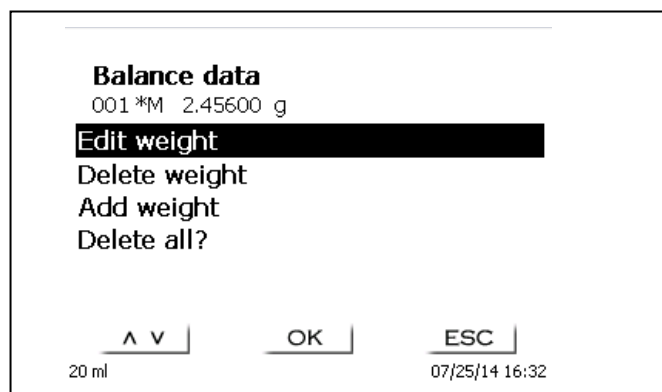 Balance data
001 *M 2.45600 g
Edit weight
Delete weight
Add weight
Delete all?
∧ ∨ OK ESC
20 ml 07/25/14 16:32